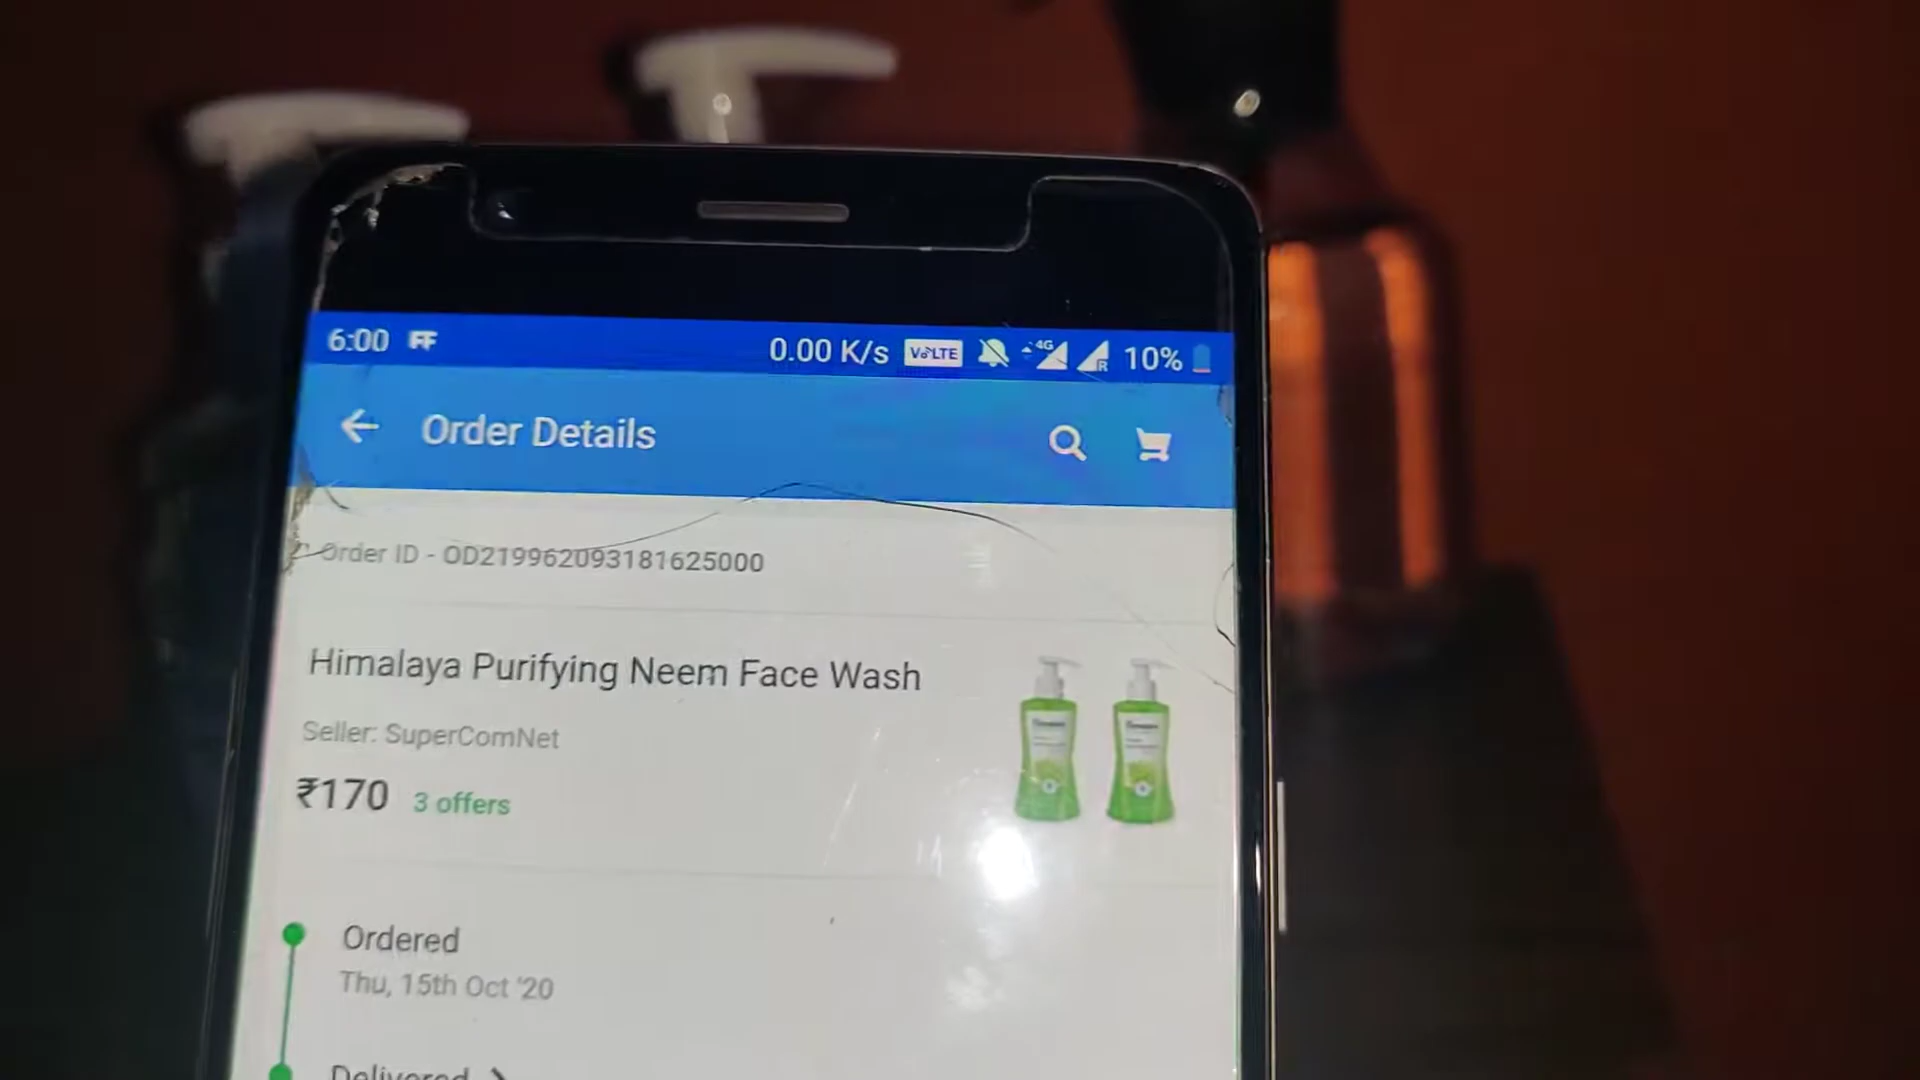 6:00 FF 0.00 K/s VoLTE 4G R 10%
Order Details
Order ID - OD219962093181625000
Himalaya Purifying Neem Face Wash
Seller: SuperComNet
₹170 3 offers
Ordered
Thu, 15th Oct '20
Delivered